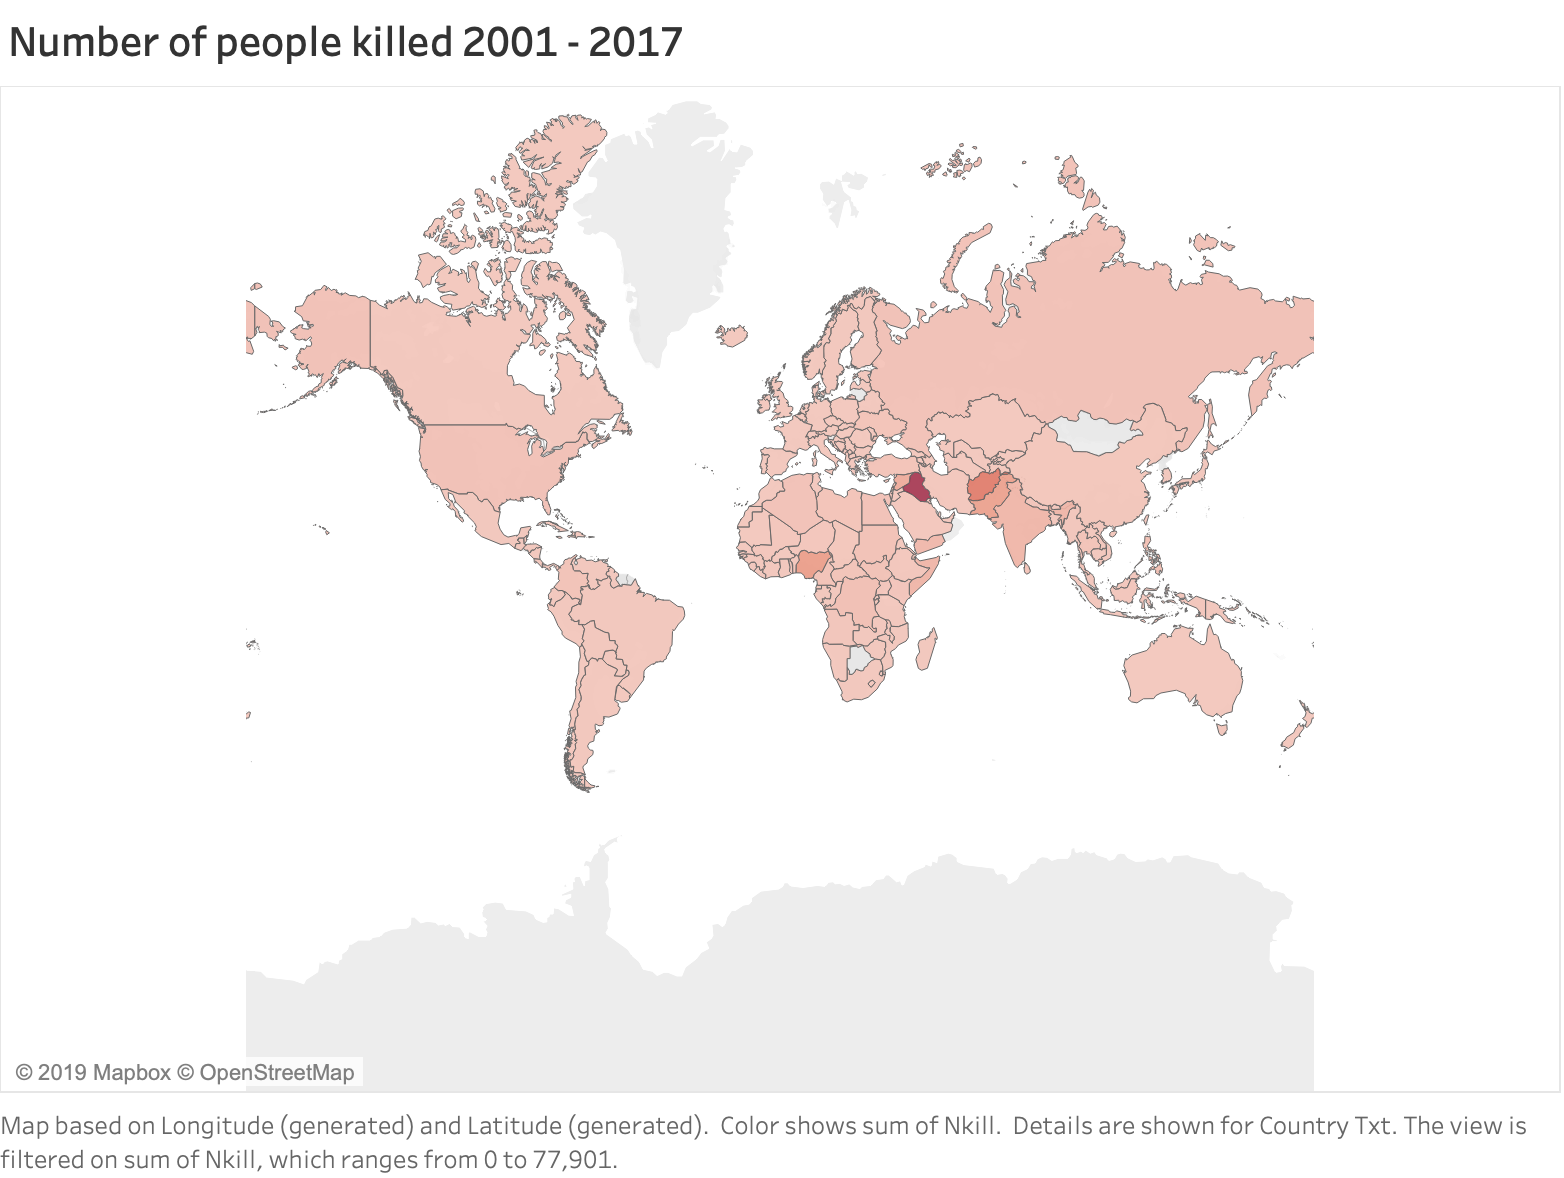 Number of people killed 2001 - 2017
© 2019 Mapbox © OpenStreetMap
Map based on Longitude (generated) and Latitude (generated).  Color shows sum of Nkill.  Details are shown for Country Txt. The view is
filtered on sum of Nkill, which ranges from 0 to 77,901.